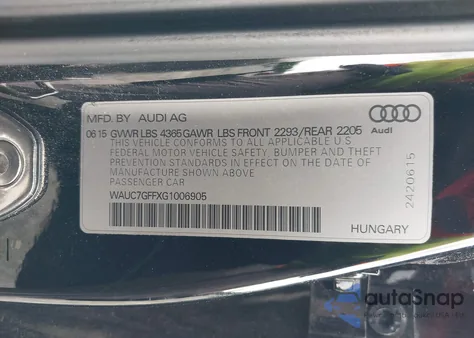 MFD. BY AUDI AG
06 15 GVWR LBS 4365 GAWR LBS FRONT 2293/REAR 2205
THIS VEHICLE CONFORMS TO ALL APPLICABLE U.S
FEDERAL MOTOR VEHICLE SAFETY, BUMPER AND THEFT
PREVENTION STANDARDS IN EFFECT ON THE DATE OF
MANUFACTURE SHOWN ABOVE.
PASSENGER CAR
WAUC7GFFXG1006905
Audi
2420615
HUNGARY
autoSnap